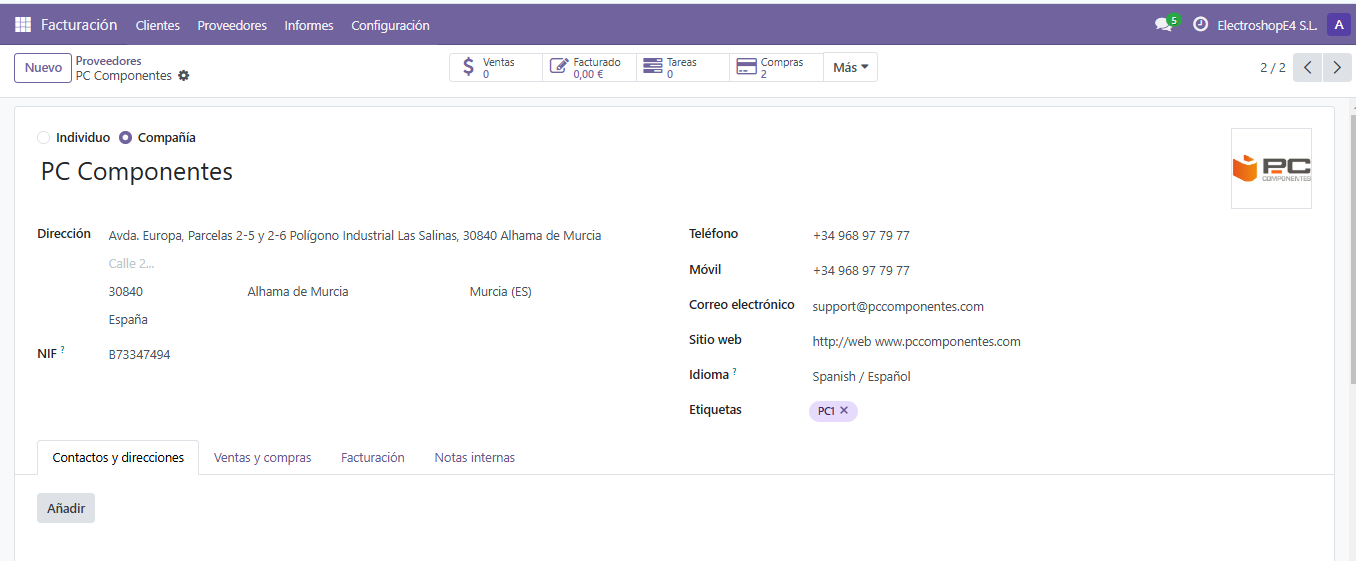 Facturación Clientes Proveedores Informes Configuración 5 ElectroshopE4 S.L. A
Nuevo Proveedores
PC Componentes
Ventas
0
Facturado
0,00 €
Tareas
0
Compras
2
Más
2 / 2
Individuo Compañía
PC Componentes
PC
COMPONENTES
Dirección Avda. Europa, Parcelas 2-5 y 2-6 Polígono Industrial Las Salinas, 30840 Alhama de Murcia
Calle 2...
30840 Alhama de Murcia Murcia (ES)
España
NIF ? B73347494
Teléfono +34 968 97 79 77
Móvil +34 968 97 79 77
Correo electrónico support@pccomponentes.com
Sitio web http://web www.pccomponentes.com
Idioma ? Spanish / Español
Etiquetas PC1 ✕
Contactos y direcciones Ventas y compras Facturación Notas internas
Añadir